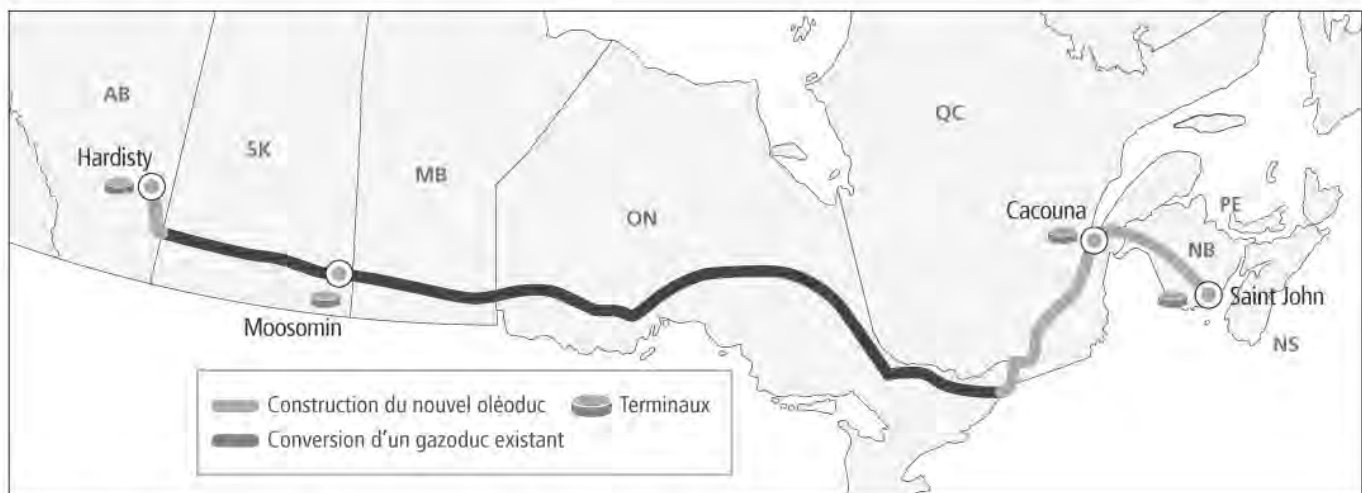 AB
SK
MB
ON
QC
PE
NB
NS
Hardisty
Moosomin
Cacouna
Saint John
Construction du nouvel oléoduc
Terminaux
Conversion d'un gazoduc existant